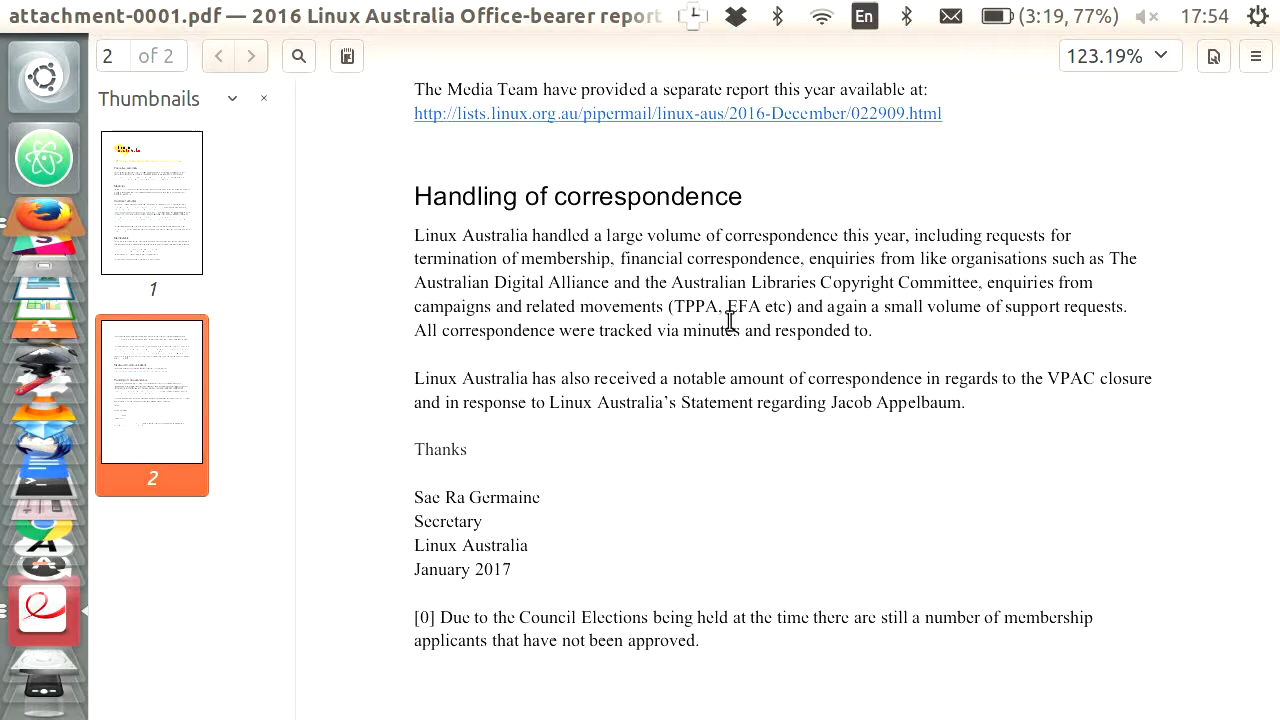 attachment-0001.pdf — 2016 Linux Australia Office-bearer report
En
(3:19, 77%)
17:54
2 of 2
123.19%
Thumbnails
1
2
The Media Team have provided a separate report this year available at:
http://lists.linux.org.au/pipermail/linux-aus/2016-December/022909.html
Handling of correspondence
Linux Australia handled a large volume of correspondence this year, including requests for
termination of membership, financial correspondence, enquiries from like organisations such as The
Australian Digital Alliance and the Australian Libraries Copyright Committee, enquiries from
campaigns and related movements (TPPA, EFA etc) and again a small volume of support requests.
All correspondence were tracked via minutes and responded to.
Linux Australia has also received a notable amount of correspondence in regards to the VPAC closure
and in response to Linux Australia’s Statement regarding Jacob Appelbaum.
Thanks
Sae Ra Germaine
Secretary
Linux Australia
January 2017
[0] Due to the Council Elections being held at the time there are still a number of membership
applicants that have not been approved.